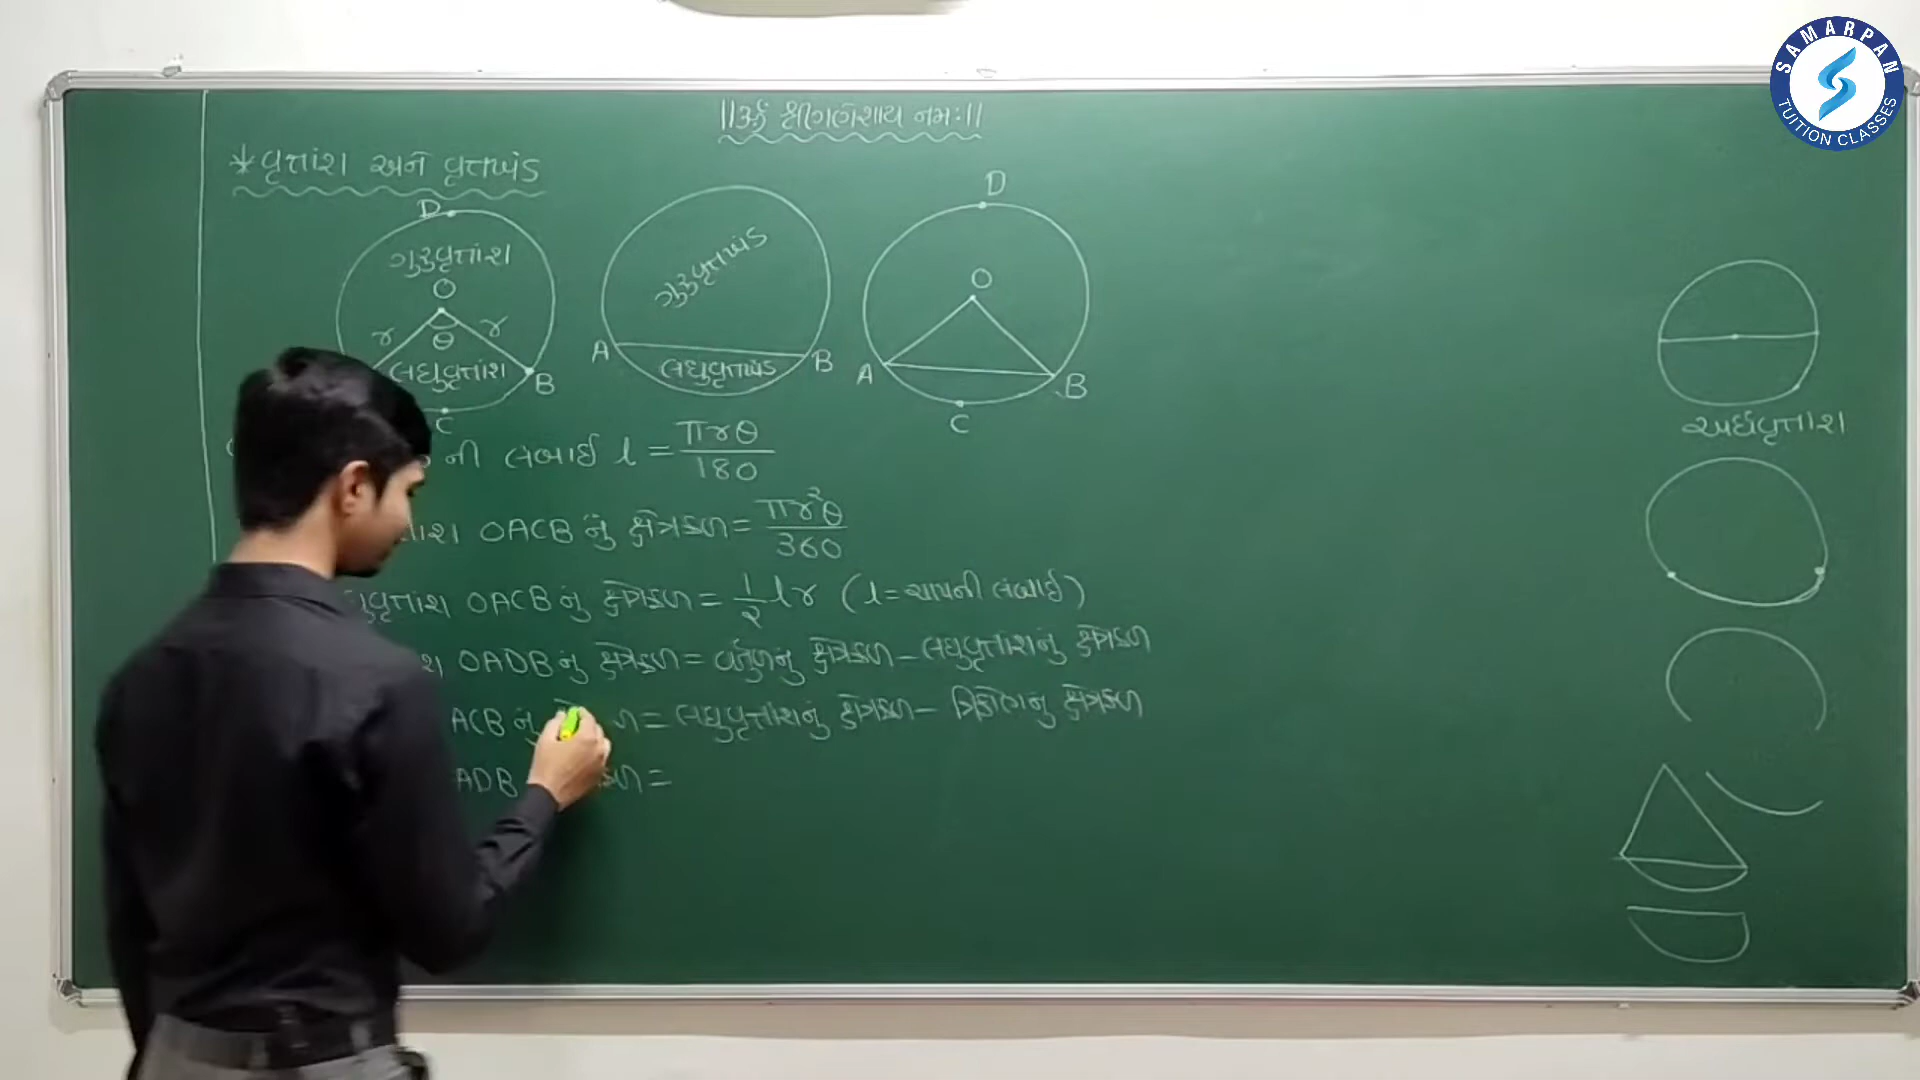 SAMARPAN
TUITION CLASSES
||ૐ શ્રી ગણેશાય નમઃ||
* વૃત્તાંશ અને વૃત્તખંડ
D
ગુરુવૃત્તાંશ
O
r r
θ
લઘુવૃત્તાંશ
B
C
ગુરુવૃત્તખંડ
A B
લઘુવૃત્તખંડ
D
O
A B
C
ની લંબાઈ l = πrθ / 180
OACB નું ક્ષેત્રફળ = πr²θ / 360
OACB નું ક્ષેત્રફળ = 1/2 lr (l = ચાપની લંબાઈ)
OADB નું ક્ષેત્રફળ = વર્તુળનું ક્ષેત્રફળ - લઘુવૃત્તાંશનું ક્ષેત્રફળ
ACB નું = લઘુવૃત્તાંશનું ક્ષેત્રફળ - ત્રિકોણનું ક્ષેત્રફળ
ADB =
અર્ધવૃત્તાંશ